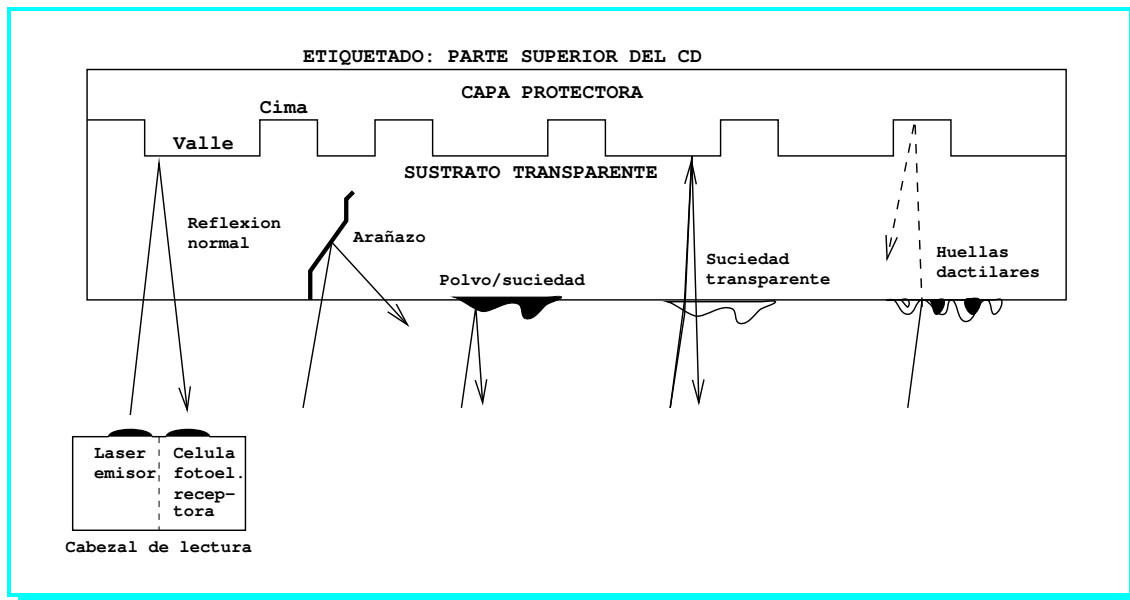 ETIQUETADO: PARTE SUPERIOR DEL CD
CAPA PROTECTORA
Cima
Valle
SUSTRATO TRANSPARENTE
Reflexion
normal
Arañazo
Polvo/suciedad
Suciedad
transparente
Huellas
dactilares
Laser
emisor
Celula
fotoel.
recep-
tora
Cabezal de lectura